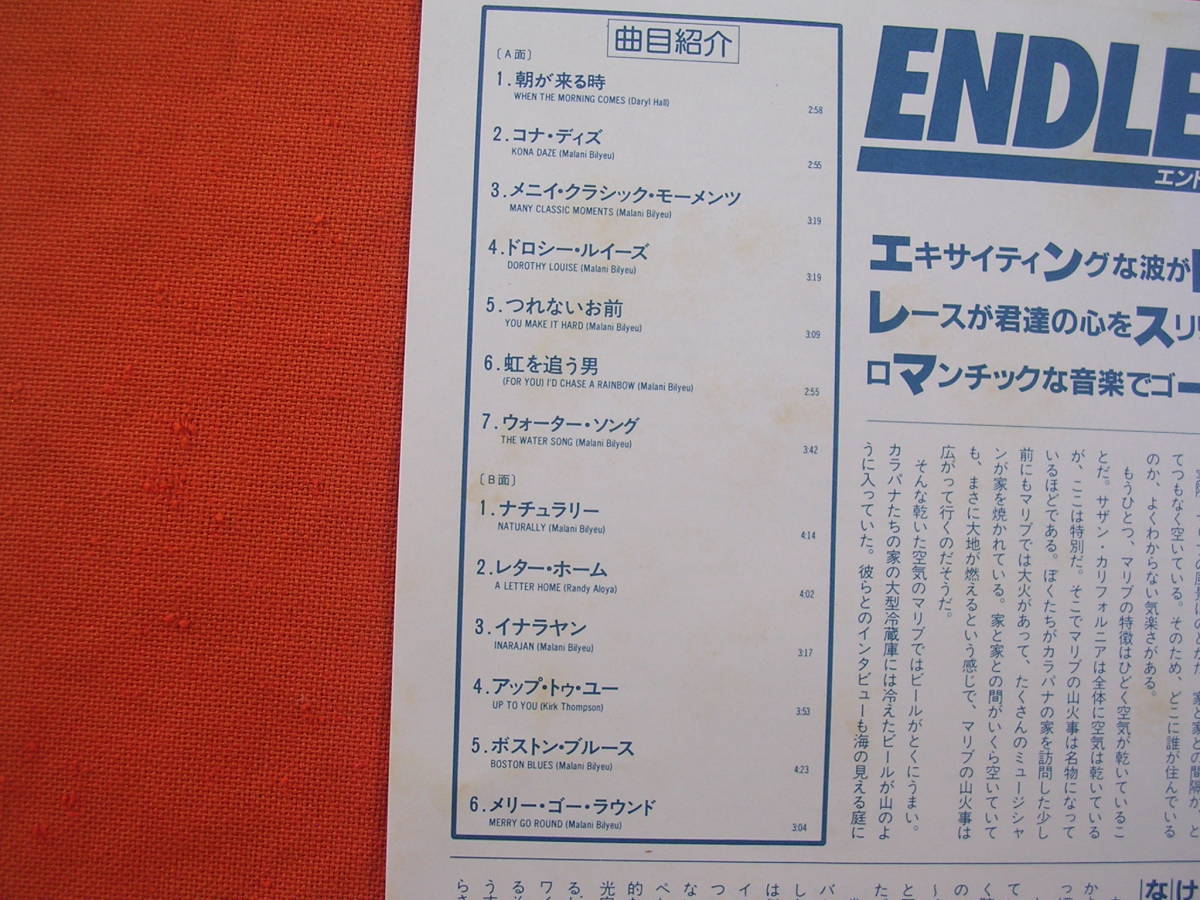 曲目紹介
〔A面〕
1.朝が来る時
WHEN THE MORNING COMES (Daryl Hall)
2:58
2.コナ・ディズ
KONA DAZE (Malani Bilyeu)
2:55
3.メニイ・クラシック・モーメンツ
MANY CLASSIC MOMENTS (Malani Bilyeu)
3:19
4.ドロシー・ルイーズ
DOROTHY LOUISE (Malani Bilyeu)
3:19
5.つれないお前
YOU MAKE IT HARD (Malani Bilyeu)
3:09
6.虹を追う男
(FOR YOU) I'D CHASE A RAINBOW (Malani Bilyeu)
2:55
7.ウォーター・ソング
THE WATER SONG (Malani Bilyeu)
3:42
〔B面〕
1.ナチュラリー
NATURALLY (Malani Bilyeu)
4:14
2.レター・ホーム
A LETTER HOME (Randy Aloya)
4:02
3.イナラヤン
INARAJAN (Malani Bilyeu)
3:17
4.アップ・トゥ・ユー
UP TO YOU (Kirk Thompson)
3:53
5.ボストン・ブルース
BOSTON BLUES (Malani Bilyeu)
4:23
6.メリー・ゴー・ラウンド
MERRY GO ROUND (Malani Bilyeu)
3:04
ENDLE
エンド
エキサイティングな波が
レースが君達の心をスリリ
ロマンチックな音楽でゴー
てつもなく空いている。そのため、どこに誰が住んでいる
のか、よくわからない気楽さがある。
もうひとつ、マリブの特徴はひどく空気が乾いているこ
とだ。サザン・カリフォルニアは全体に空気は乾いている
が、ここは特別だ。そこでマリブの山火事は名物になって
いるほどである。ぼくたちがカラパナの家を訪問した少し
前にもマリブでは大火があって、たくさんのミュージシャ
ンが家を焼かれている。家と家との間がいくら空いていて
も、まさに大地が燃えるという感じで、マリブの山火事は
広がって行くのだそうだ。
そんな乾いた空気のマリブではビールがとくにうまい。
カラパナたちの家の大型冷蔵庫には冷えたビールが山のよ
うに入っていた。彼らとのインタビューも海の見える庭に